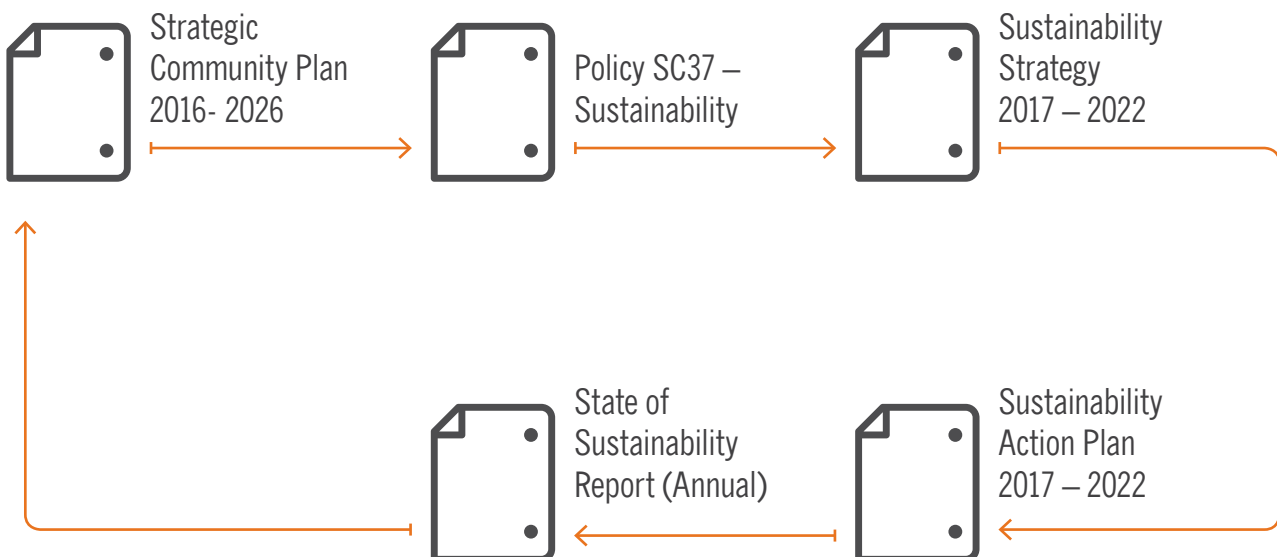 Strategic
Community Plan
2016- 2026
Policy SC37 –
Sustainability
Sustainability
Strategy
2017 – 2022
State of
Sustainability
Report (Annual)
Sustainability
Action Plan
2017 – 2022